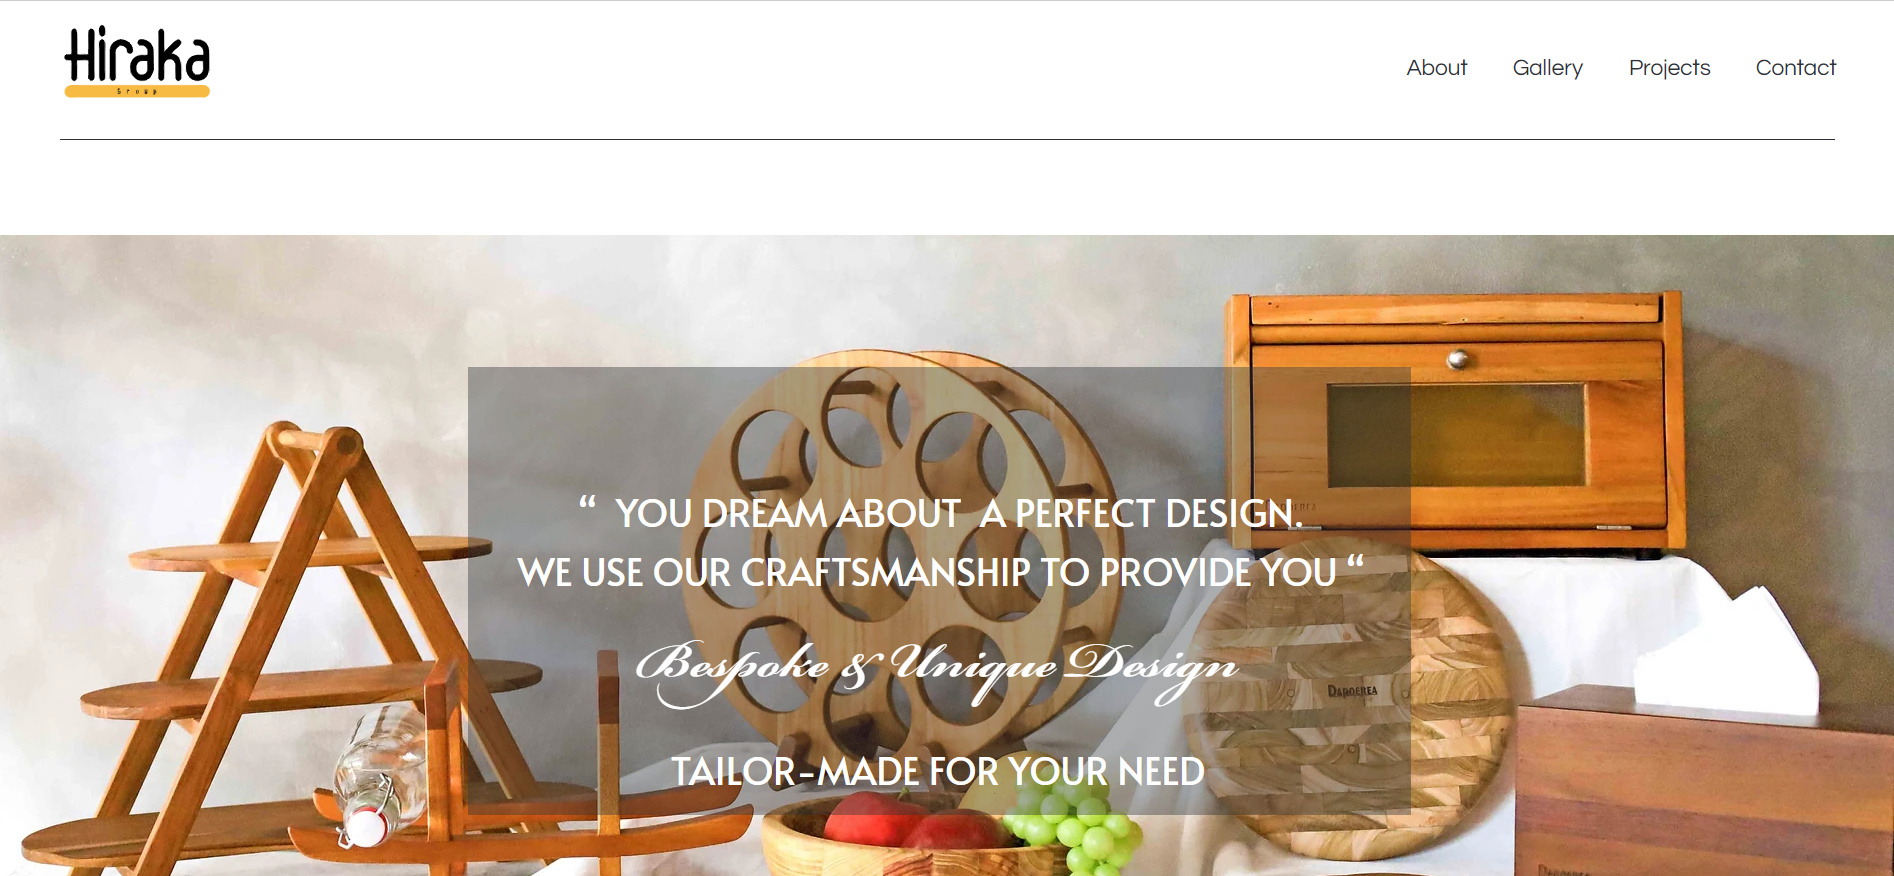 Hiraka
Group
About Gallery Projects Contact
“ YOU DREAM ABOUT A PERFECT DESIGN.
WE USE OUR CRAFTSMANSHIP TO PROVIDE YOU “
Bespoke & Unique Design
DAPOEREA
TAILOR-MADE FOR YOUR NEED